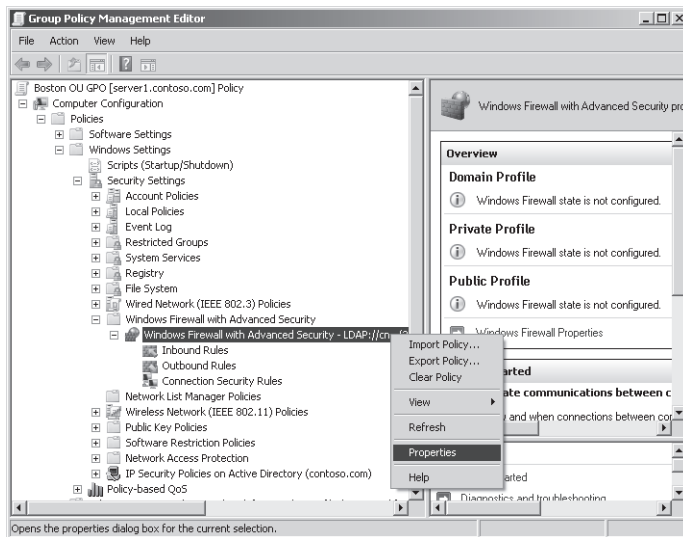 Group Policy Management Editor
File Action View Help
Boston OU GPO [server1.contoso.com] Policy
Computer Configuration
Policies
Software Settings
Windows Settings
Scripts (Startup/Shutdown)
Security Settings
Account Policies
Local Policies
Event Log
Restricted Groups
System Services
Registry
File System
Wired Network (IEEE 802.3) Policies
Windows Firewall with Advanced Security
Windows Firewall with Advanced Security - LDAP://cn=
Inbound Rules
Outbound Rules
Connection Security Rules
Network List Manager Policies
Wireless Network (IEEE 802.11) Policies
Public Key Policies
Software Restriction Policies
Network Access Protection
IP Security Policies on Active Directory (contoso.com)
Policy-based QoS
Import Policy...
Export Policy...
Clear Policy
View
Refresh
Properties
Help
Windows Firewall with Advanced Security pro
Overview
Domain Profile
Windows Firewall state is not configured.
Private Profile
Windows Firewall state is not configured.
Public Profile
Windows Firewall state is not configured.
Windows Firewall Properties
arted
ate communications between c
and when connections between cor
arted
Diagnostics and troubleshooting
Opens the properties dialog box for the current selection.